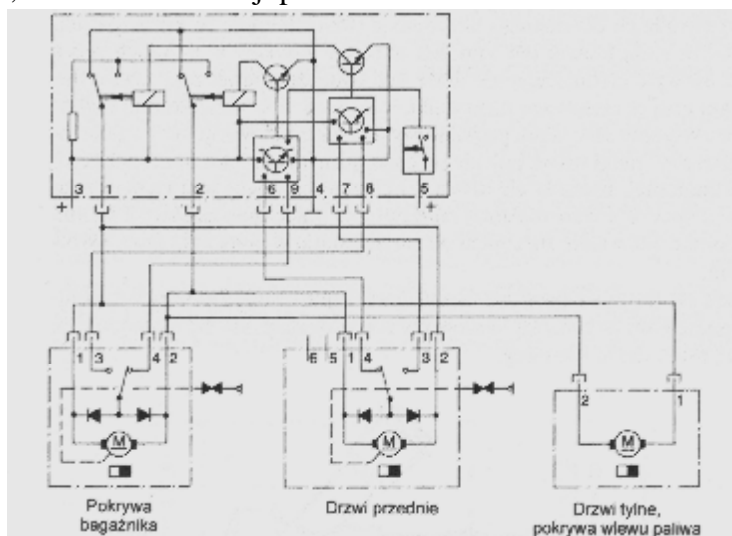 3 1 2 6 9 4 7 8 5
+ +
1 3 4 2 6 5 1 4 3 2 2 1
M M M
Pokrywa
bagażnika
Drzwi przednie
Drzwi tylne,
pokrywa wlewu paliwa